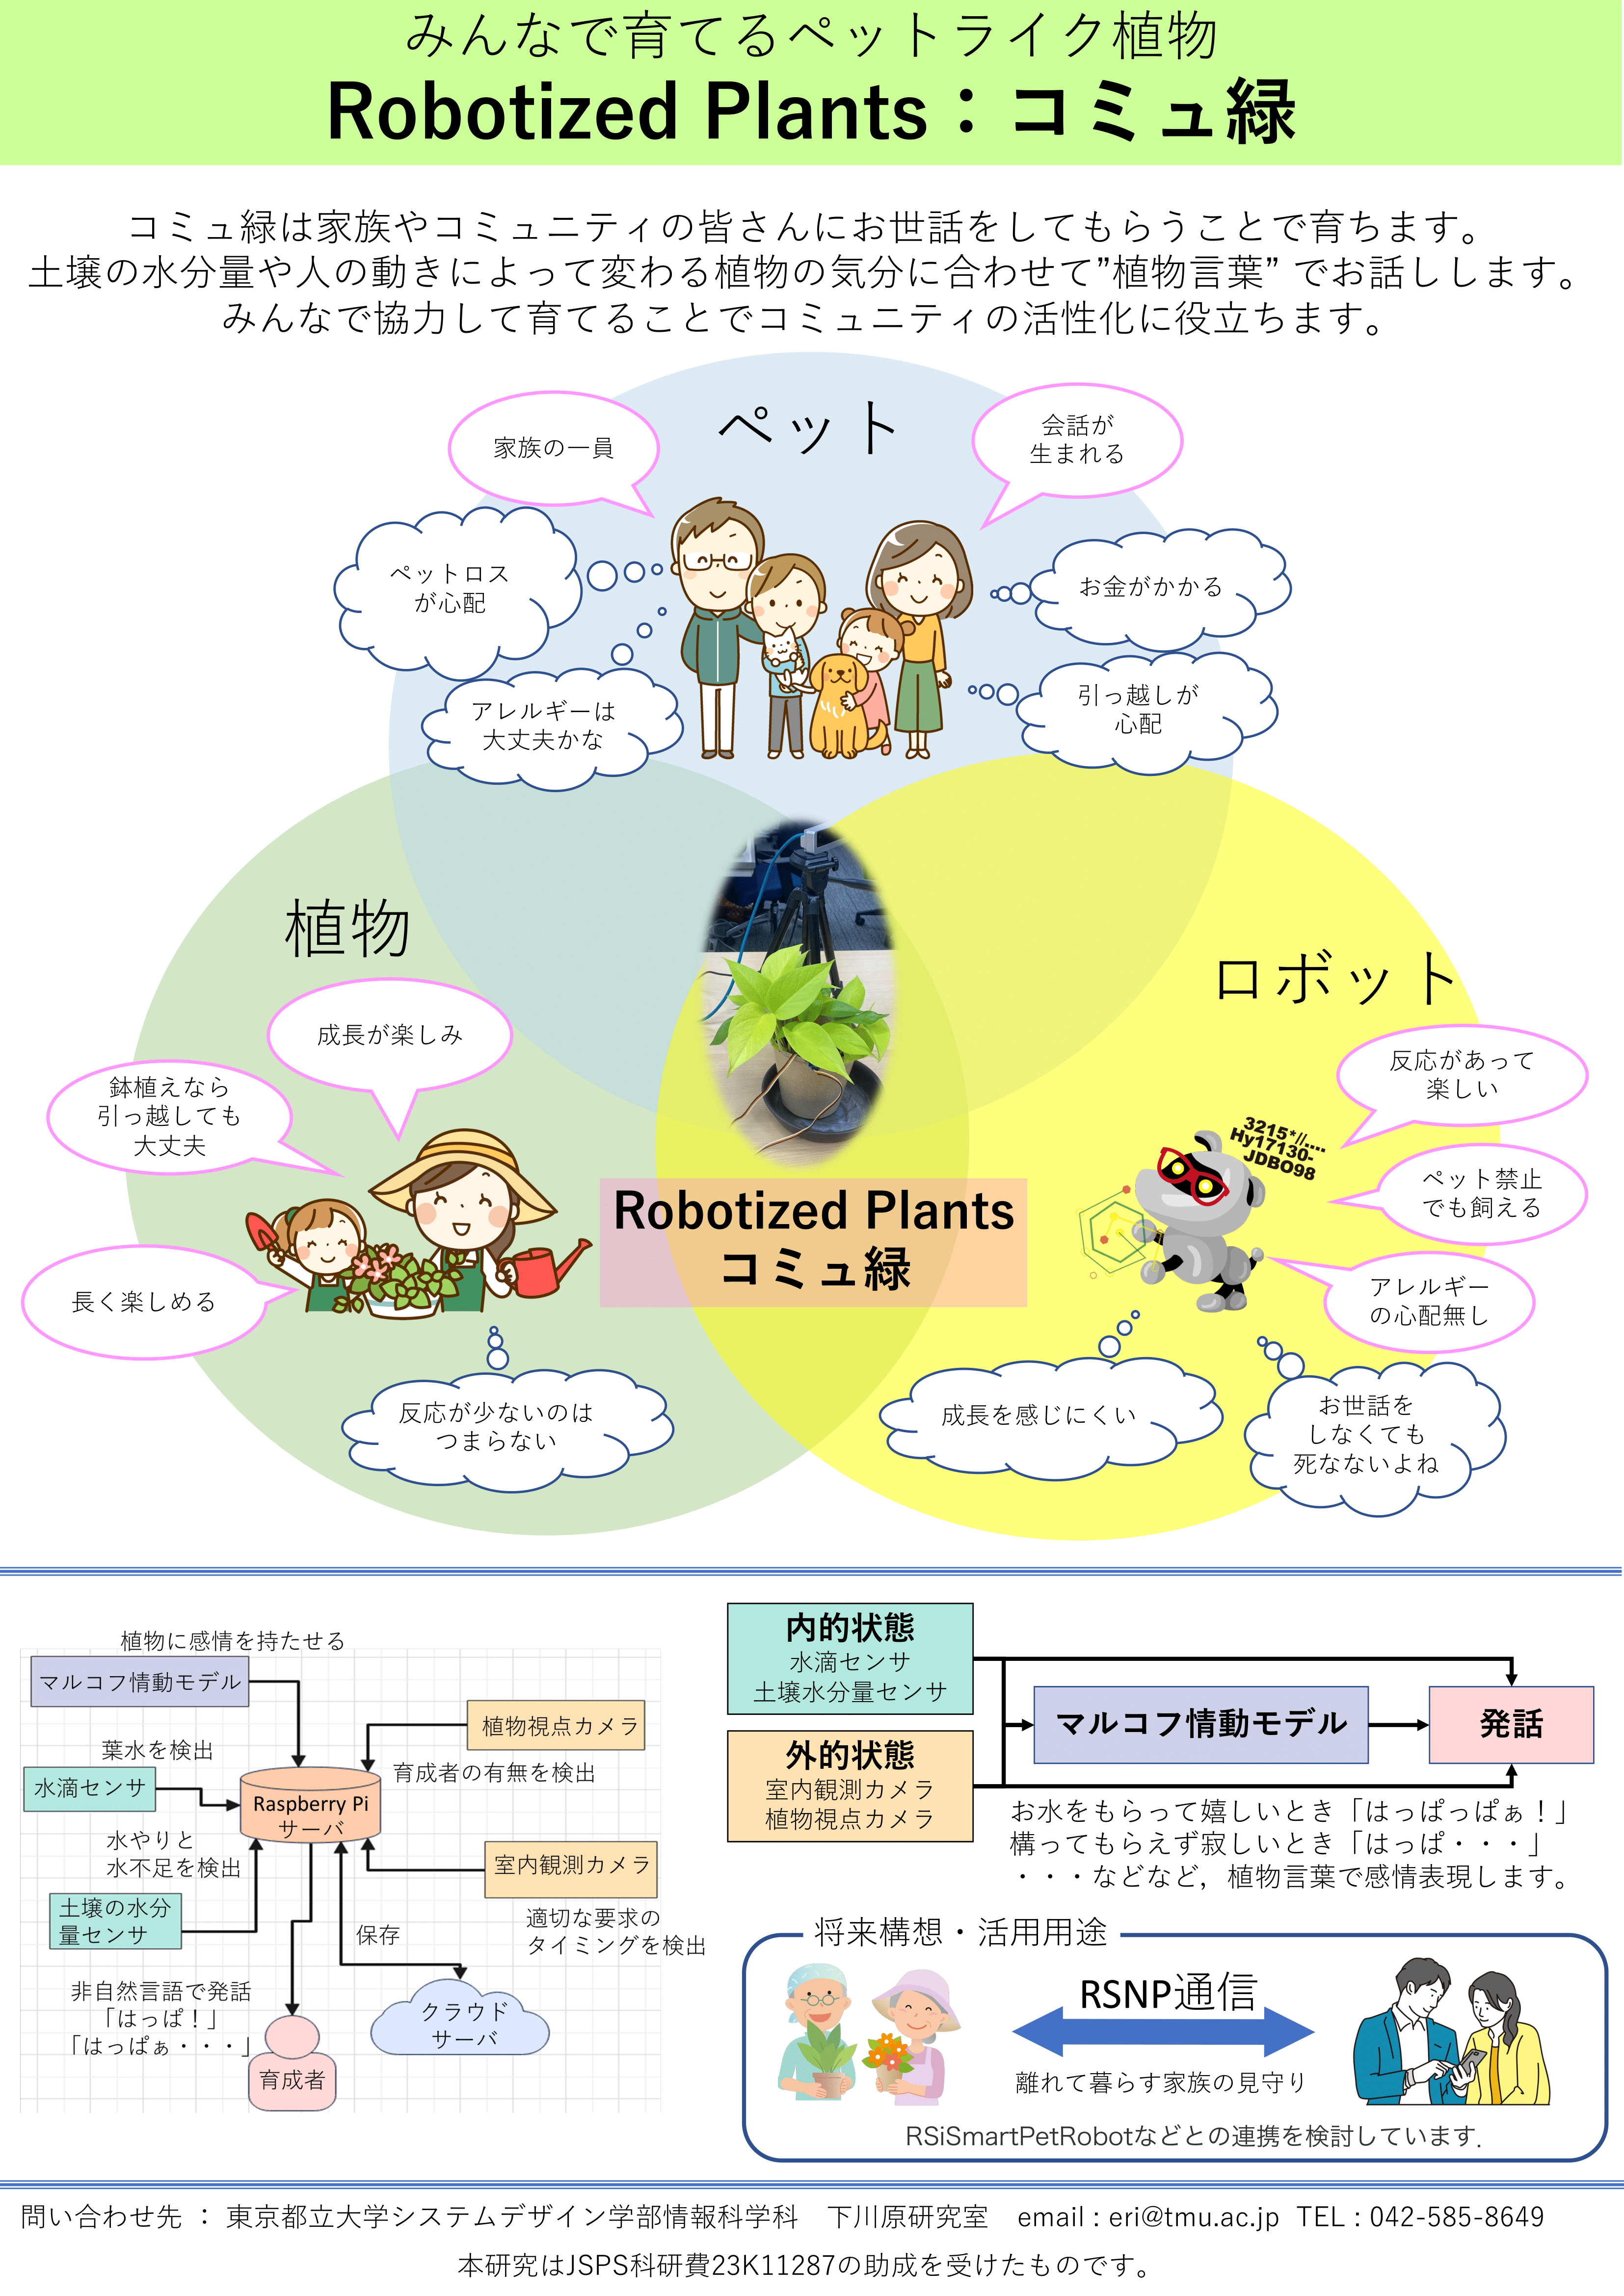 みんなで育てるペットライク植物
Robotized Plants：コミュ緑
コミュ緑は家族やコミュニティの皆さんにお世話をしてもらうことで育ちます。
土壌の水分量や人の動きによって変わる植物の気分に合わせて”植物言葉” でお話しします。
みんなで協力して育てることでコミュニティの活性化に役立ちます。
ペット
家族の一員
会話が
生まれる
ペットロス
が心配
お金がかかる
アレルギーは
大丈夫かな
引っ越しが
心配
植物
成長が楽しみ
鉢植えなら
引っ越しても
大丈夫
長く楽しめる
反応が少ないのは
つまらない
ロボット
反応があって
楽しい
3215*//....
Hy17130-
JDBO98
ペット禁止
でも飼える
アレルギー
の心配無し
成長を感じにくい
お世話を
しなくても
死なないよね
Robotized Plants
コミュ緑
植物に感情を持たせる
マルコフ情動モデル
植物視点カメラ
葉水を検出
育成者の有無を検出
水滴センサ
Raspberry Pi
サーバ
水やりと
水不足を検出
室内観測カメラ
土壌の水分
量センサ
適切な要求の
タイミングを検出
保存
非自然言語で発話
「はっぱ！」
「はっぱぁ・・・」
クラウド
サーバ
育成者
内的状態
水滴センサ
土壌水分量センサ
外的状態
室内観測カメラ
植物視点カメラ
マルコフ情動モデル
発話
お水をもらって嬉しいとき「はっぱっぱぁ！」
構ってもらえず寂しいとき「はっぱ・・・」
・・・などなど，植物言葉で感情表現します。
将来構想・活用用途
RSNP通信
離れて暮らす家族の見守り
RSiSmartPetRobotなどとの連携を検討しています.
問い合わせ先 ： 東京都立大学システムデザイン学部情報科学科　下川原研究室　email : eri@tmu.ac.jp  TEL : 042-585-8649
本研究はJSPS科研費23K11287の助成を受けたものです。